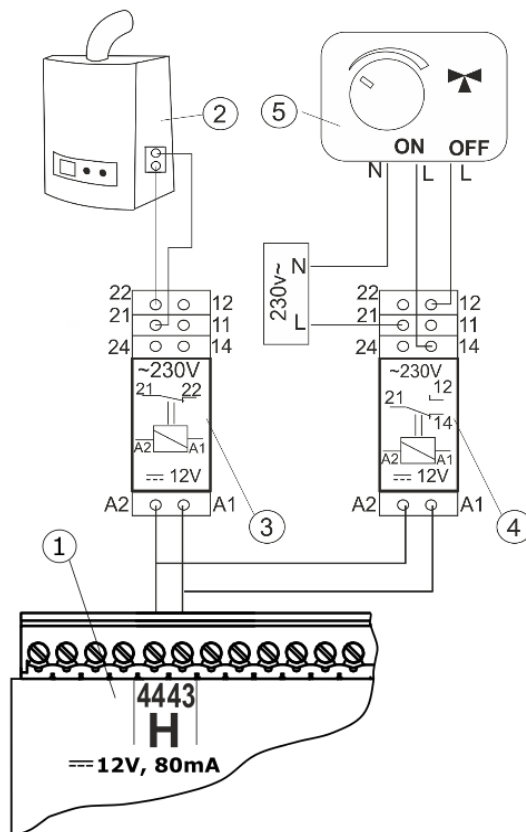 2
5
ON OFF
N L L
230v~ N L
22 12
21 11
24 14
~230V
21 22
A2 A1
⎓ 12V
A2 A1
3
22 12
21 11
24 14
~230V
12
21
14
A2 A1
⎓ 12V
A2 A1
4
1
4443
H
⎓ 12V, 80mA